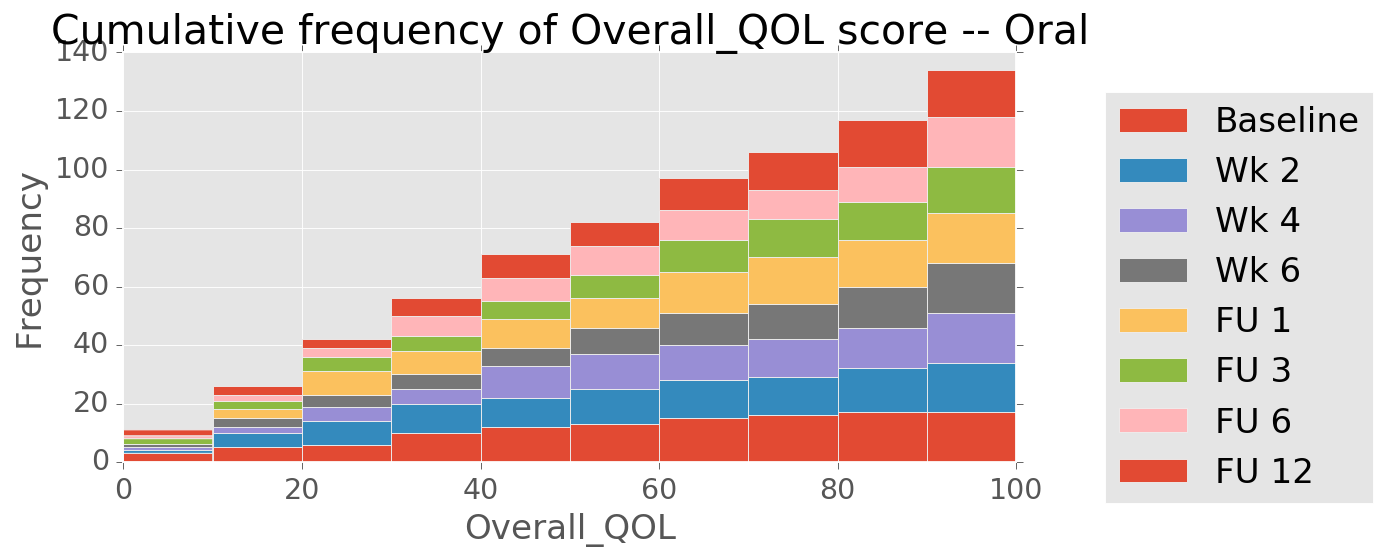 Cumulative frequency of Overall_QOL score -- Oral
140
120
100
80
60
40
20
0
Frequency
0 20 40 60 80 100
Overall_QOL
Baseline
Wk 2
Wk 4
Wk 6
FU 1
FU 3
FU 6
FU 12